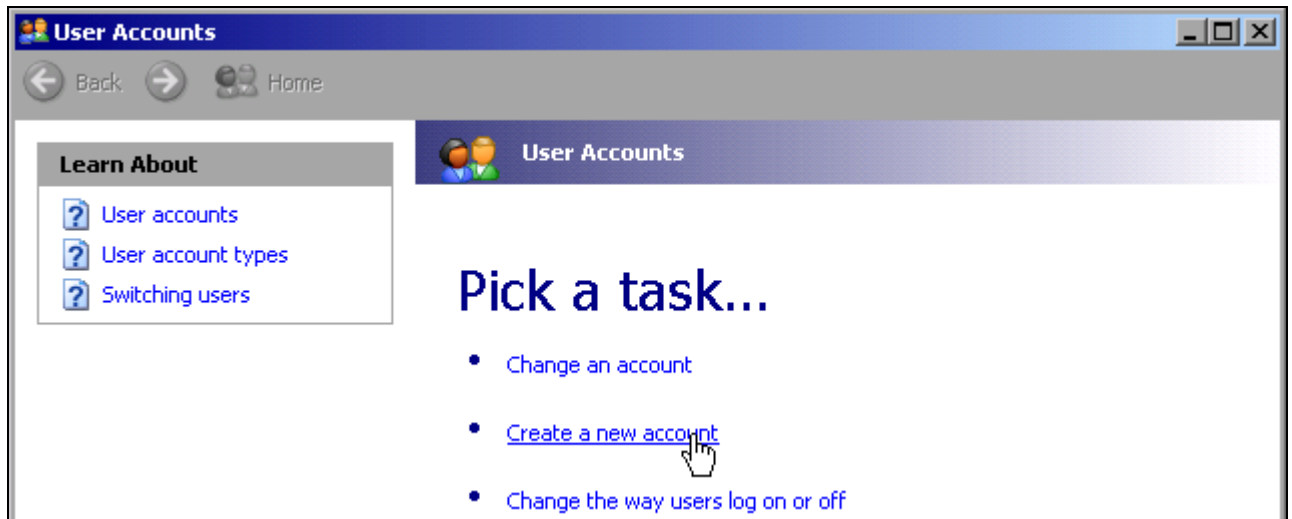 User Accounts
Back Home
Learn About
User accounts
User account types
Switching users
User Accounts
Pick a task...
Change an account
Create a new account
Change the way users log on or off